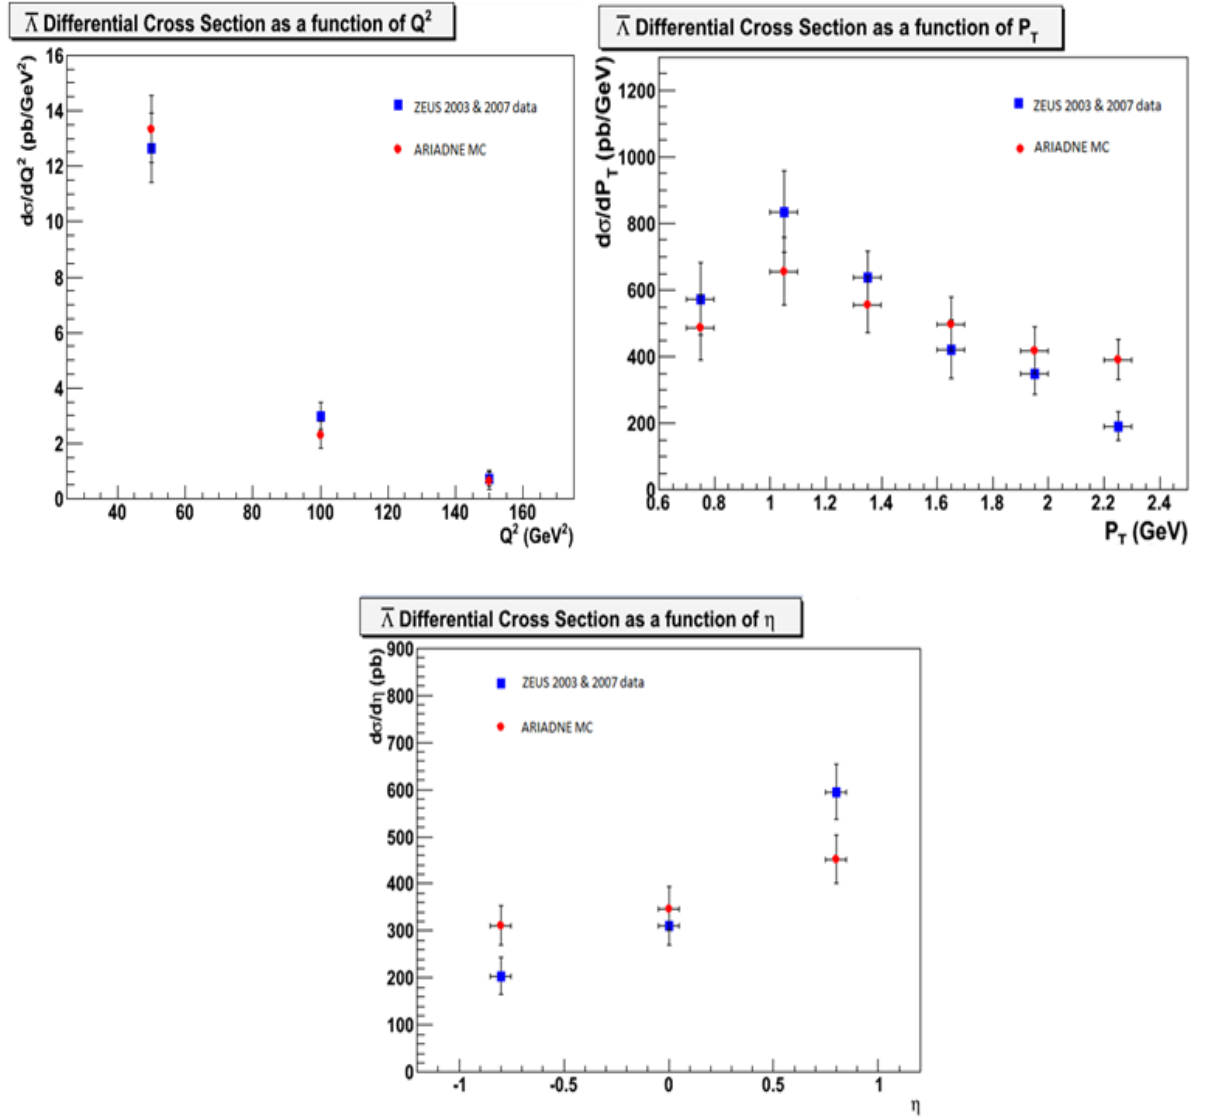 Λ̅ Differential Cross Section as a function of Q²
dσ/dQ² (pb/GeV²)
16
14
12
10
8
6
4
2
0
ZEUS 2003 & 2007 data
ARIADNE MC
40 60 80 100 120 140 160
Q² (GeV²)
Λ̅ Differential Cross Section as a function of P_T
dσ/dP_T (pb/GeV)
1200
1000
800
600
400
200
0
ZEUS 2003 & 2007 data
ARIADNE MC
0.6 0.8 1 1.2 1.4 1.6 1.8 2 2.2 2.4
P_T (GeV)
Λ̅ Differential Cross Section as a function of η
dσ/dη (pb)
900
800
700
600
500
400
300
200
100
0
ZEUS 2003 & 2007 data
ARIADNE MC
-1 -0.5 0 0.5 1
η